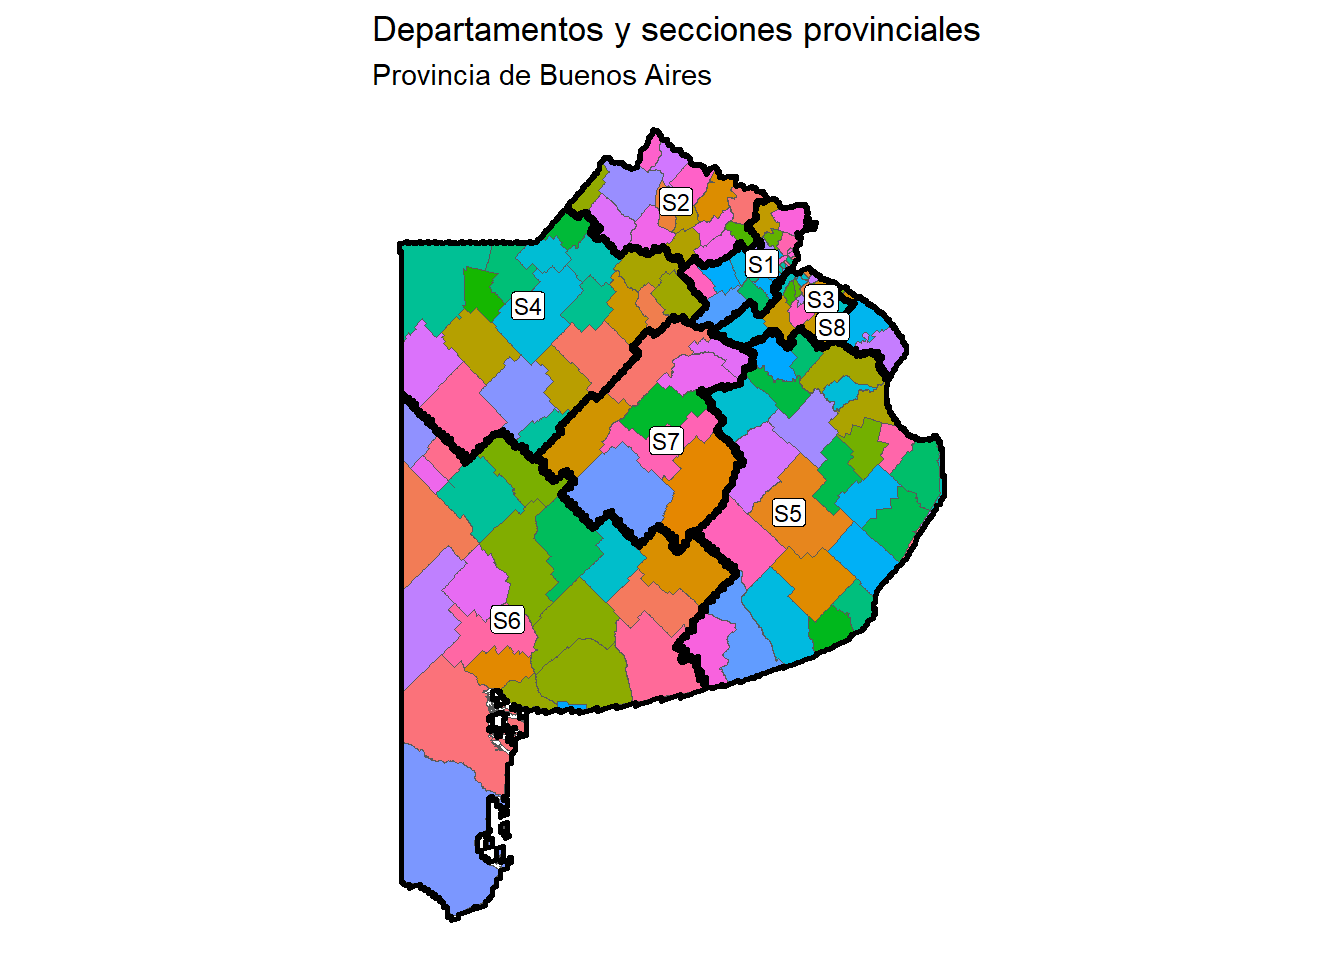 Departamentos y secciones provinciales
Provincia de Buenos Aires
S2
S1
S3
S4
S8
S7
S5
S6